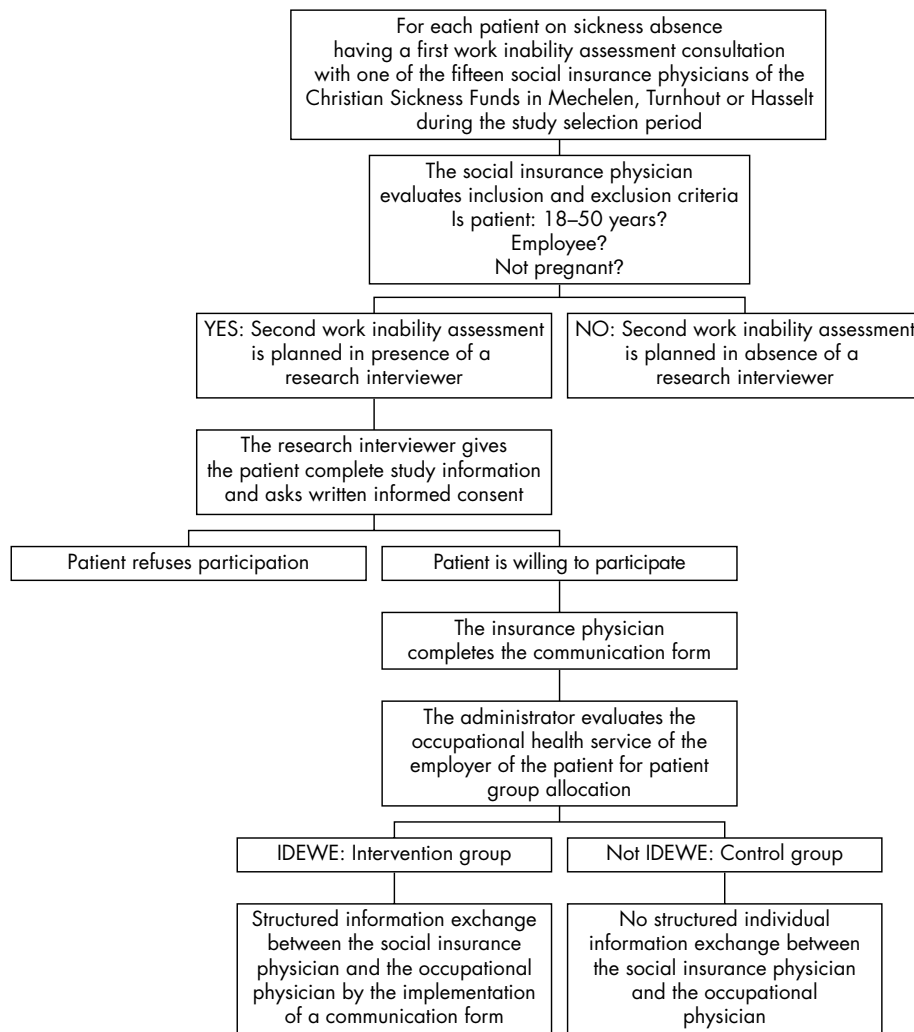 For each patient on sickness absence
having a first work inability assessment consultation
with one of the fifteen social insurance physicians of the
Christian Sickness Funds in Mechelen, Turnhout or Hasselt
during the study selection period
The social insurance physician
evaluates inclusion and exclusion criteria
Is patient: 18–50 years?
Employee?
Not pregnant?
YES: Second work inability assessment
is planned in presence of a
research interviewer
NO: Second work inability assessment
is planned in absence of a
research interviewer
The research interviewer gives
the patient complete study information
and asks written informed consent
Patient refuses participation
Patient is willing to participate
The insurance physician
completes the communication form
The administrator evaluates the
occupational health service of the
employer of the patient for patient
group allocation
IDEWE: Intervention group
Not IDEWE: Control group
Structured information exchange
between the social insurance
physician and the occupational
physician by the implementation
of a communication form
No structured individual
information exchange between
the social insurance physician
and the occupational
physician